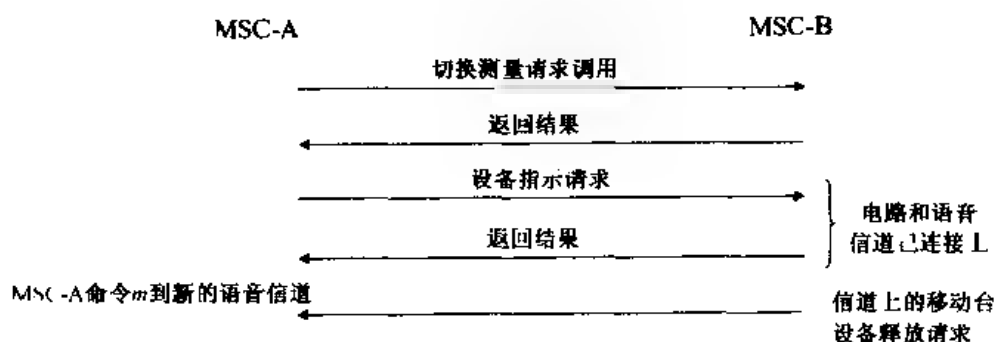 MSC-A
MSC-B
切换测量请求调用
返回结果
设备指示请求
返回结果
电路和语音
信道已连接上
MSC-A命令m到新的语音信道
信道上的移动台
设备释放请求